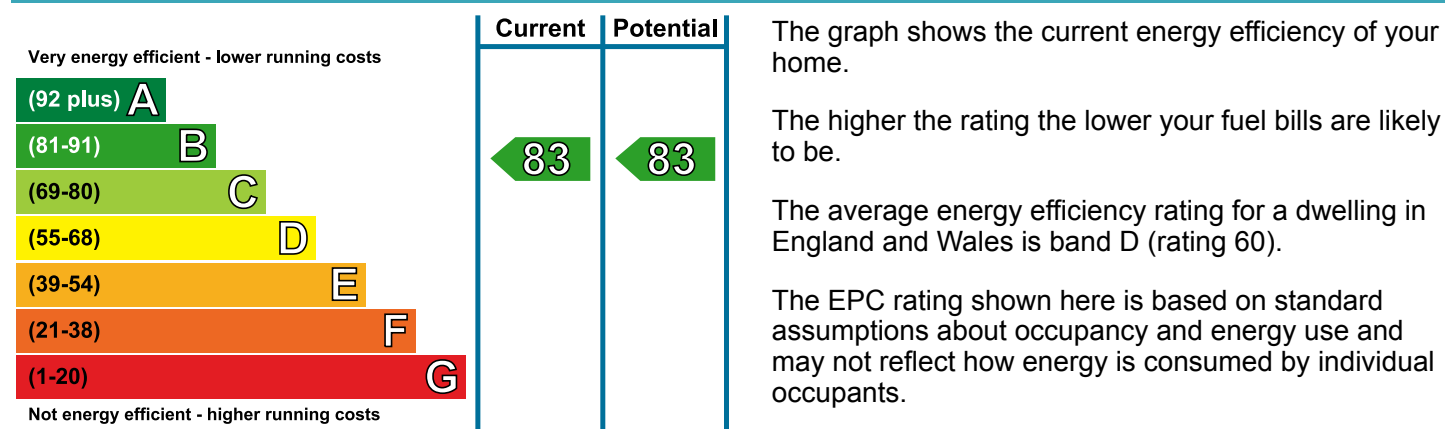 Current Potential
Very energy efficient - lower running costs
(92 plus) A
(81-91) B
83 83
(69-80) C
(55-68) D
(39-54) E
(21-38) F
(1-20) G
Not energy efficient - higher running costs
The graph shows the current energy efficiency of your
home.
The higher the rating the lower your fuel bills are likely
to be.
The average energy efficiency rating for a dwelling in
England and Wales is band D (rating 60).
The EPC rating shown here is based on standard
assumptions about occupancy and energy use and
may not reflect how energy is consumed by individual
occupants.